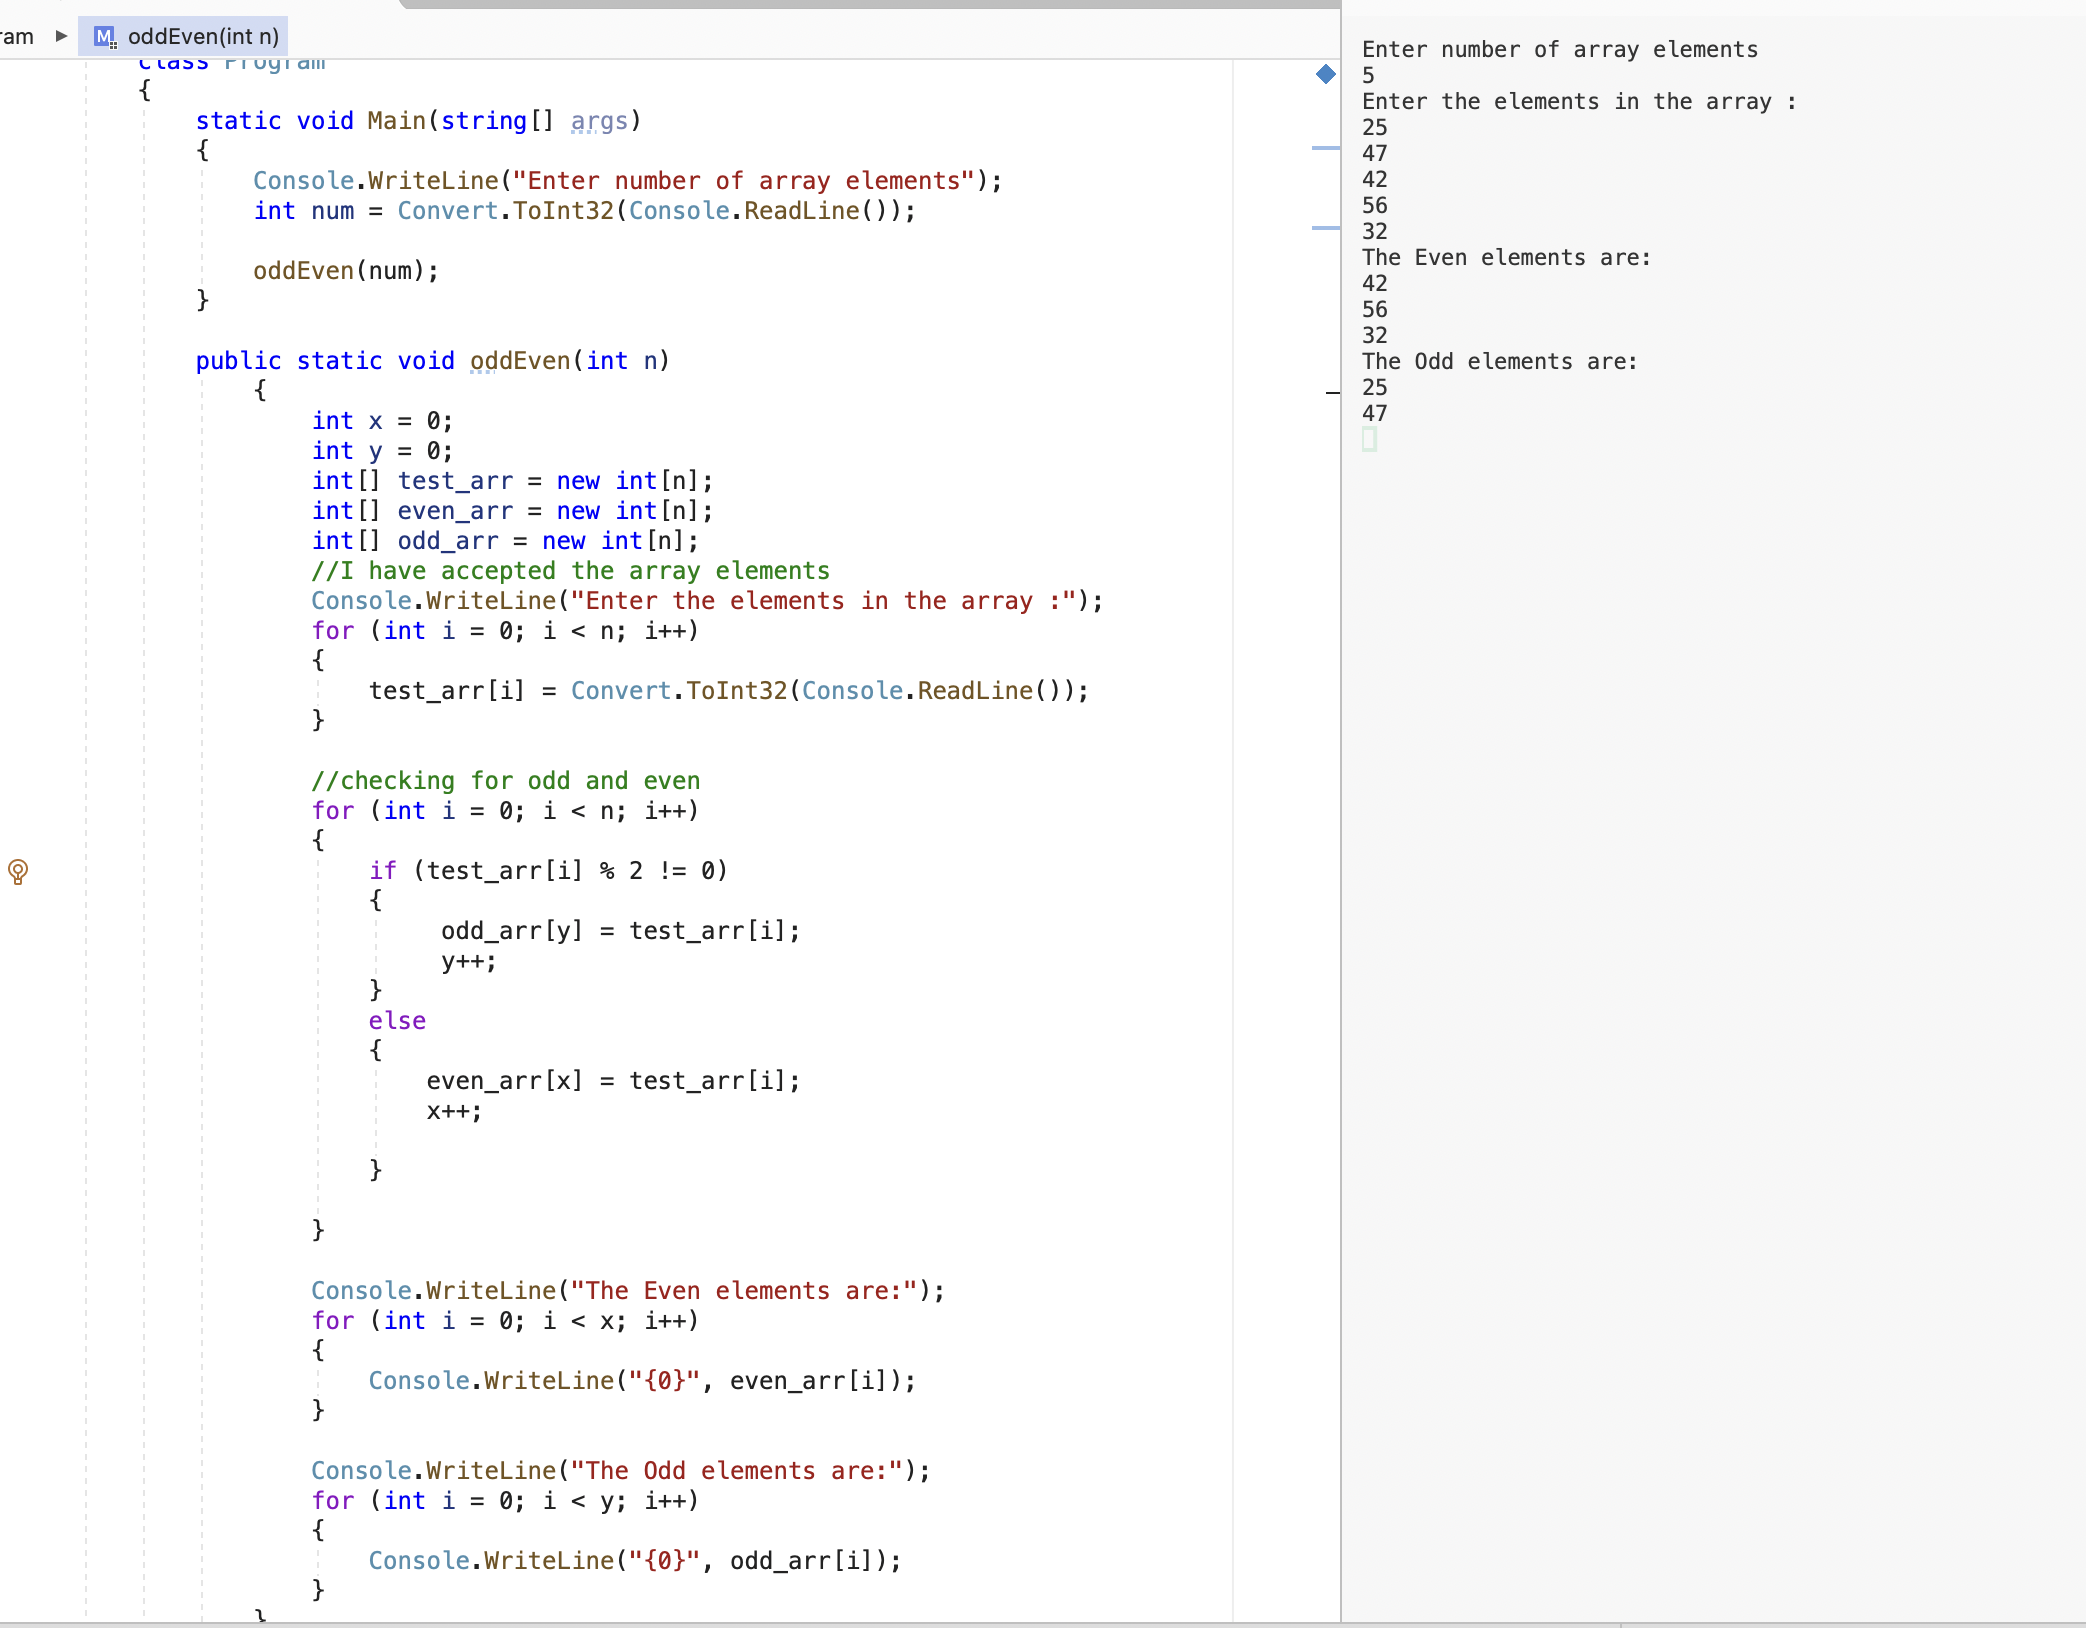 ram ▶ M oddEven(int n)
class Program
{
static void Main(string[] args)
{
Console.WriteLine("Enter number of array elements");
int num = Convert.ToInt32(Console.ReadLine());
oddEven(num);
}
public static void oddEven(int n)
{
int x = 0;
int y = 0;
int[] test_arr = new int[n];
int[] even_arr = new int[n];
int[] odd_arr = new int[n];
//I have accepted the array elements
Console.WriteLine("Enter the elements in the array :");
for (int i = 0; i < n; i++)
{
test_arr[i] = Convert.ToInt32(Console.ReadLine());
}
//checking for odd and even
for (int i = 0; i < n; i++)
{
if (test_arr[i] % 2 != 0)
{
odd_arr[y] = test_arr[i];
y++;
}
else
{
even_arr[x] = test_arr[i];
x++;
}
}
Console.WriteLine("The Even elements are:");
for (int i = 0; i < x; i++)
{
Console.WriteLine("{0}", even_arr[i]);
}
Console.WriteLine("The Odd elements are:");
for (int i = 0; i < y; i++)
{
Console.WriteLine("{0}", odd_arr[i]);
}
}
Enter number of array elements
5
Enter the elements in the array :
25
47
42
56
32
The Even elements are:
42
56
32
The Odd elements are:
25
47